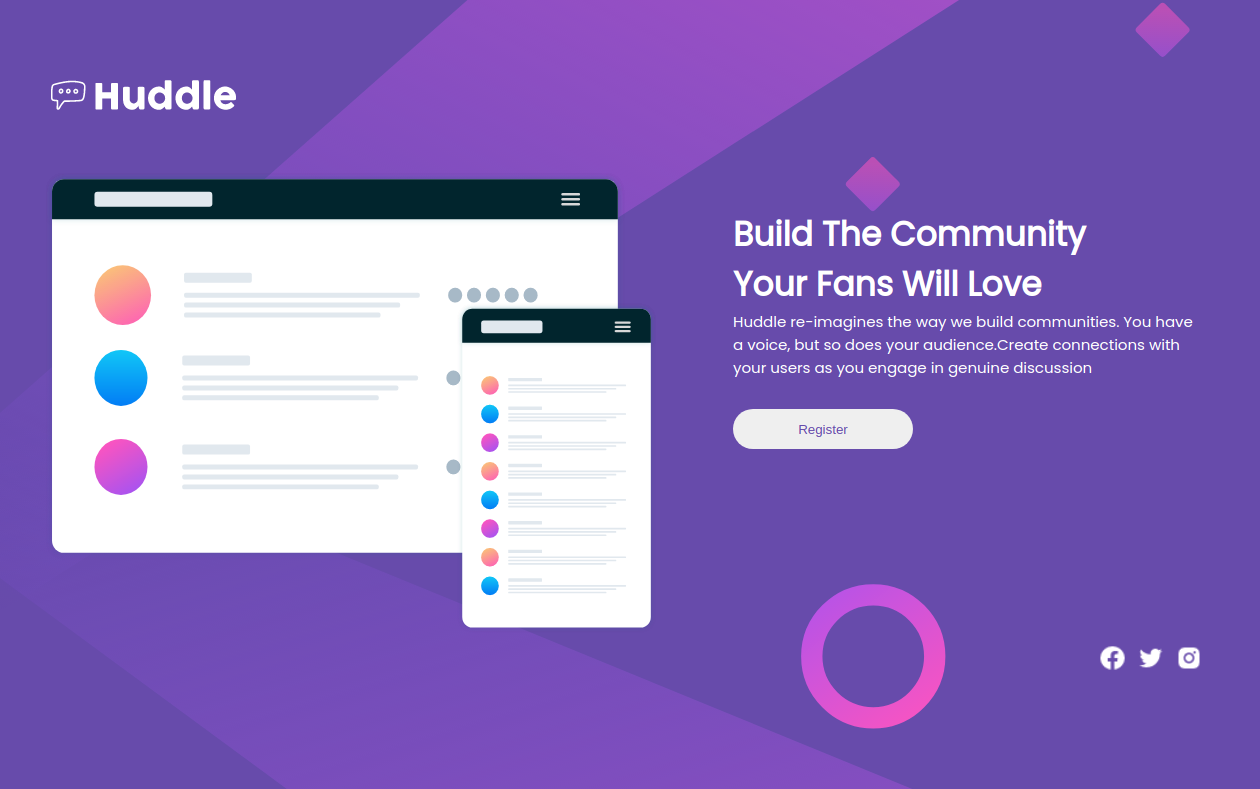 Huddle
Build The Community
Your Fans Will Love
Huddle re-imagines the way we build communities. You have
a voice, but so does your audience.Create connections with
your users as you engage in genuine discussion
Register